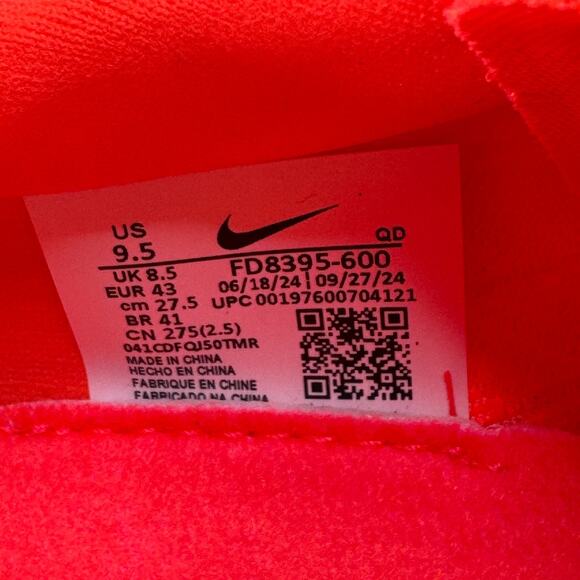 US
9.5
QD
UK 8.5
FD8395-600
EUR 43
06/18/24 | 09/27/24
cm 27.5
UPC 00197600704121
BR 41
CN 275(2.5)
041CDFQJ50TMR
MADE IN CHINA
HECHO EN CHINA
FABRIQUE EN CHINE
FABRICADO NA CHINA